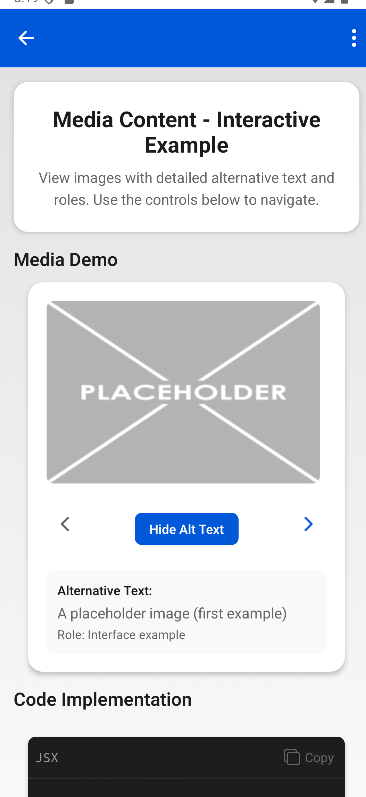 Media Content - Interactive
Example
View images with detailed alternative text and
roles. Use the controls below to navigate.
Media Demo
PLACEHOLDER
Hide Alt Text
Alternative Text:
A placeholder image (first example)
Role: Interface example
Code Implementation
JSX
Copy